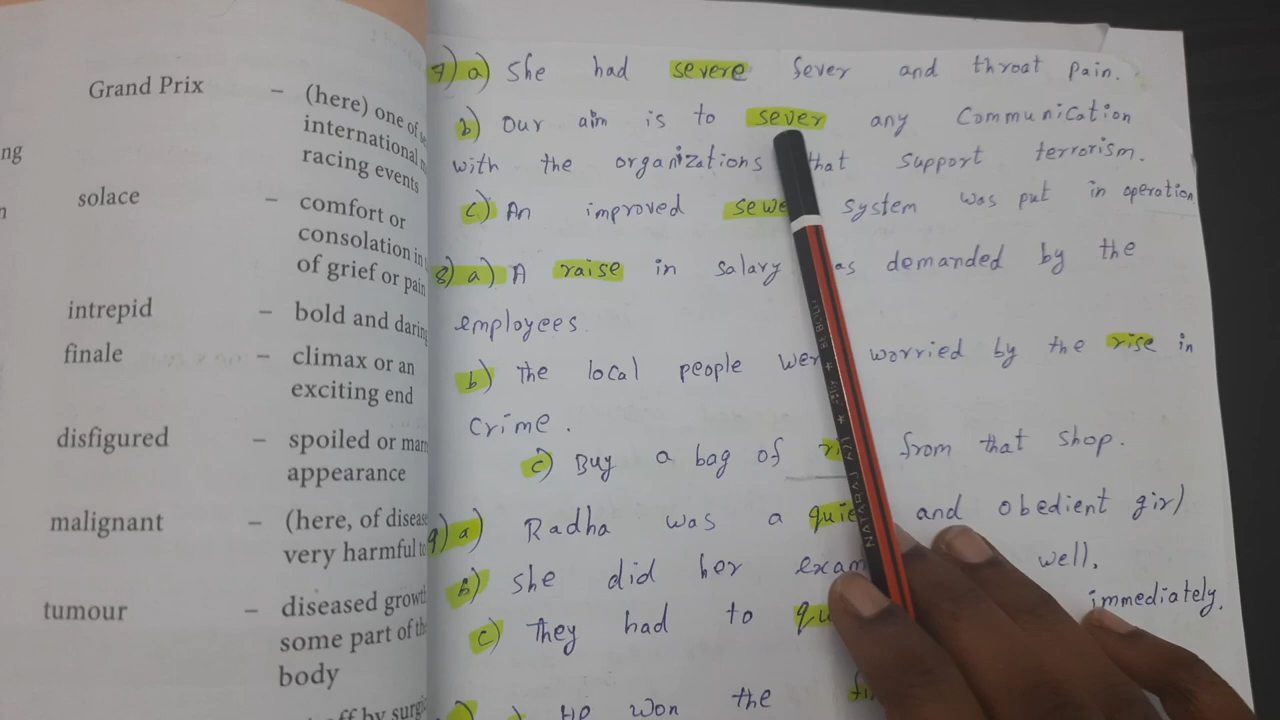 ng
n
Grand Prix – (here) one of
international
racing events
solace – comfort or
consolation in
of grief or pain
intrepid – bold and daring
finale – climax or an
exciting end
disfigured – spoiled or
appearance
malignant – (here, of disease
very harmful
tumour – diseased growth
some part of the
body
off by
7) a) She had severe fever and throat pain.
b) Our aim is to sever any Communication
with the organizations that support terrorism.
c) An improved system was put in operation
8) a) A raise in salary as demanded by the
employees.
b) The local people were worried by the rise in
crime.
c) Buy a bag of from that shop.
9) a) Radha was a and obedient girl
b) She did her exam well.
c) They had to immediately.
He won the
NATARAJ 621